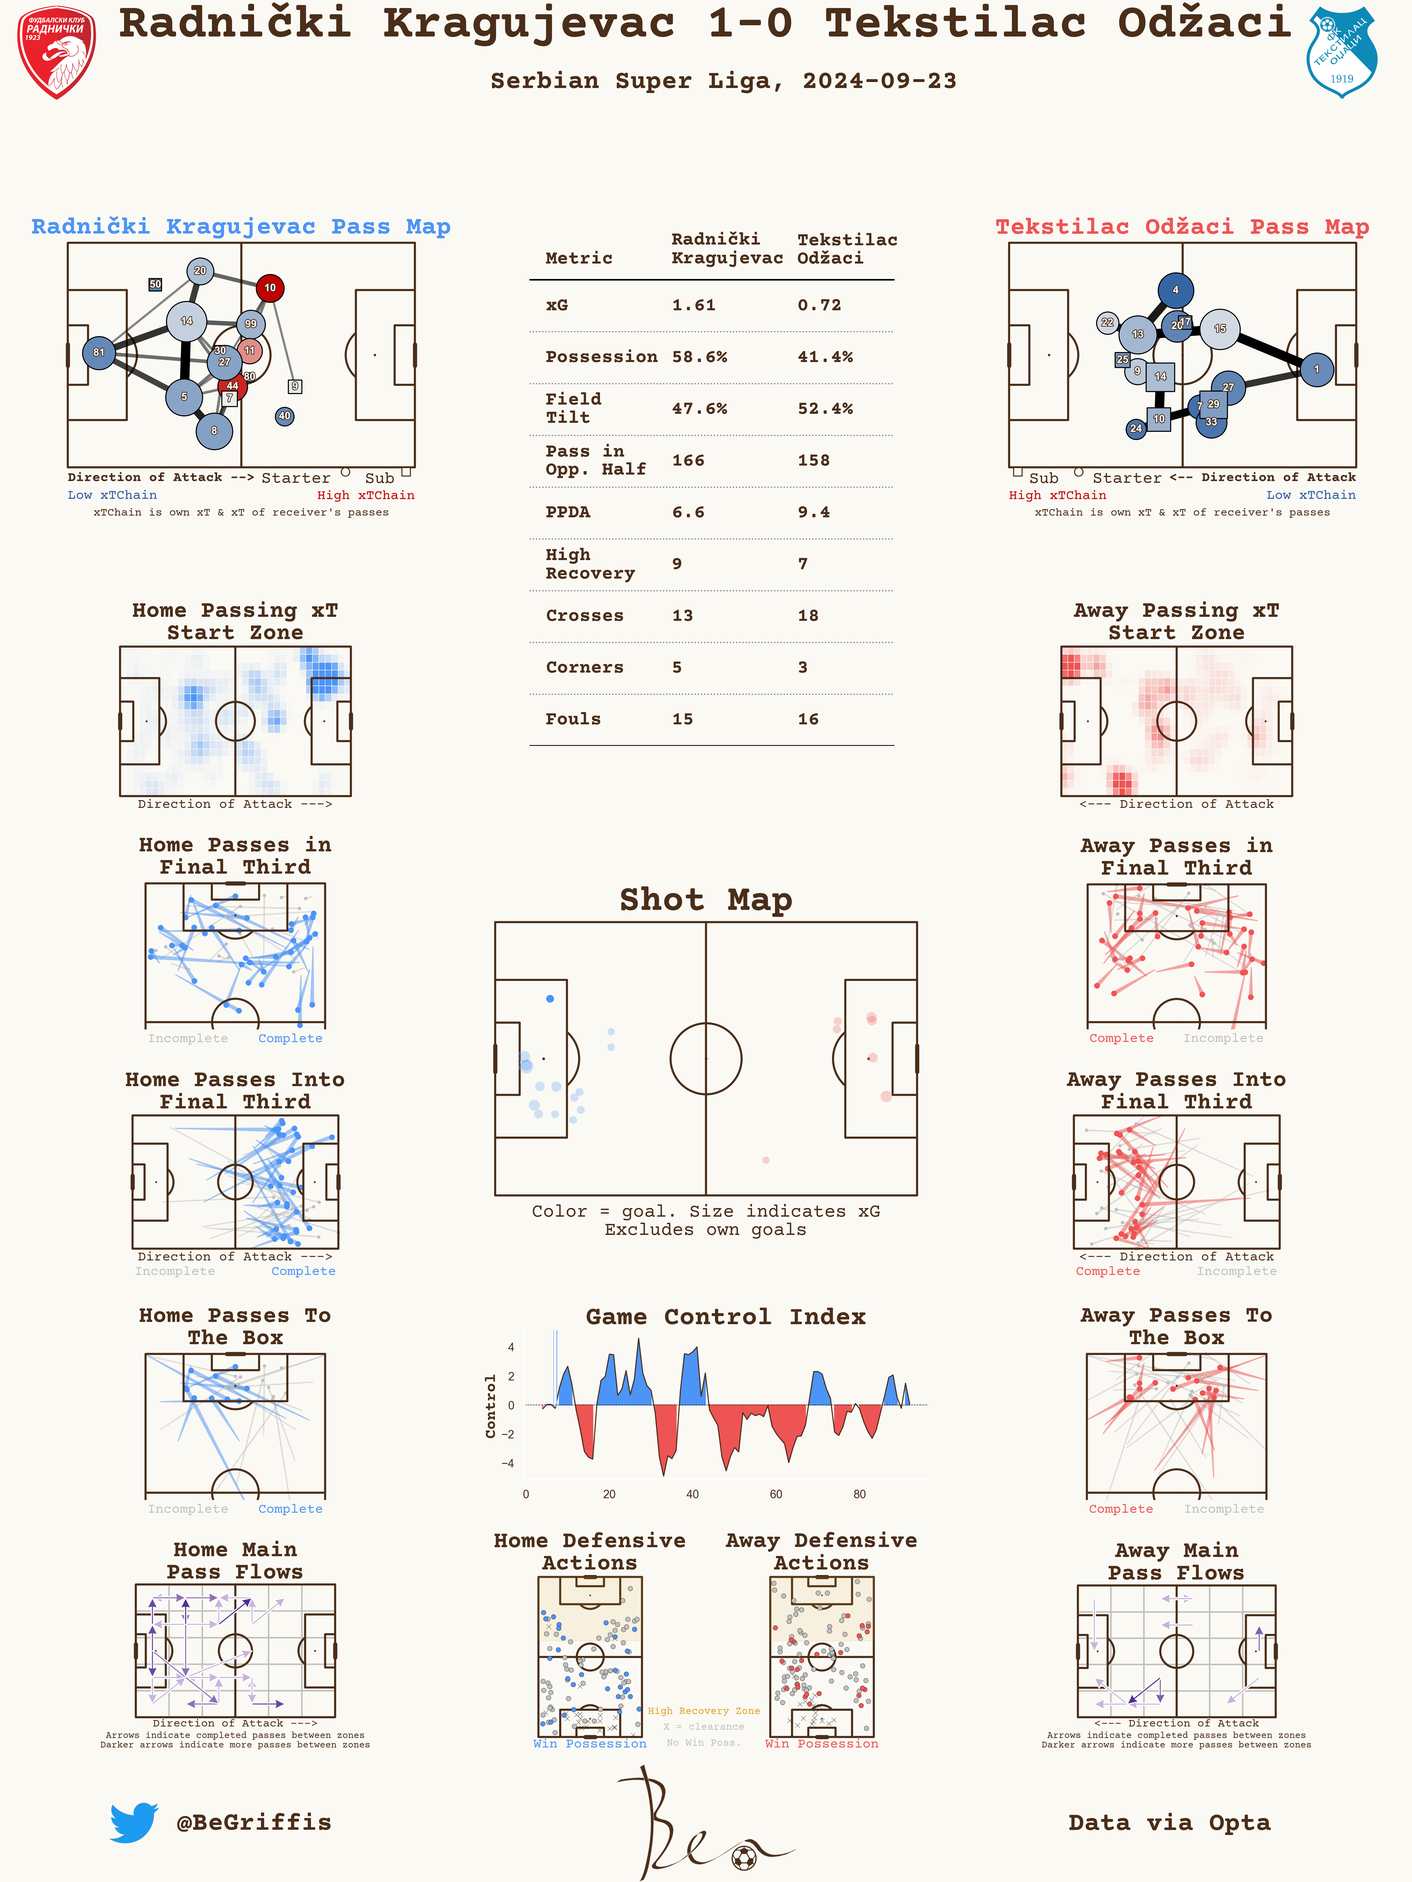 Radnički Kragujevac 1-0 Tekstilac Odžaci
Serbian Super Liga, 2024-09-23
ФУДБАЛСКИ КЛУБ
РАДНИЧКИ
1923
ФК
ТЕКСТИЛАЦ
ОЏАЦИ
1919
Radnički Kragujevac Pass Map
50
20
10
14
99
81
30
11
27
80
44
9
5
7
40
8
Direction of Attack --> Starter Sub
Low xTChain High xTChain
xTChain is own xT & xT of receiver's passes
Metric Radnički Kragujevac Tekstilac Odžaci
xG 1.61 0.72
Possession 58.6% 41.4%
Field Tilt 47.6% 52.4%
Pass in Opp. Half 166 158
PPDA 6.6 9.4
High Recovery 9 7
Crosses 13 18
Corners 5 3
Fouls 15 16
Tekstilac Odžaci Pass Map
4
22
20
17
15
13
25
9
14
1
27
7
29
10
33
24
Sub Starter <-- Direction of Attack
High xTChain Low xTChain
xTChain is own xT & xT of receiver's passes
Home Passing xT
Start Zone
Direction of Attack --->
Away Passing xT
Start Zone
<--- Direction of Attack
Home Passes in
Final Third
Incomplete Complete
Away Passes in
Final Third
Complete Incomplete
Shot Map
Color = goal. Size indicates xG
Excludes own goals
Home Passes Into
Final Third
Direction of Attack --->
Incomplete Complete
Away Passes Into
Final Third
<--- Direction of Attack
Complete Incomplete
Home Passes To
The Box
Incomplete Complete
Game Control Index
Control
4
2
0
−2
−4
0 20 40 60 80
Away Passes To
The Box
Complete Incomplete
Home Main
Pass Flows
Direction of Attack --->
Arrows indicate completed passes between zones
Darker arrows indicate more passes between zones
Home Defensive
Actions
Win Possession
Away Defensive
Actions
Win Possession
High Recovery Zone
X = clearance
No Win Poss.
Away Main
Pass Flows
<--- Direction of Attack
Arrows indicate completed passes between zones
Darker arrows indicate more passes between zones
@BeGriffis
Ben
Data via Opta